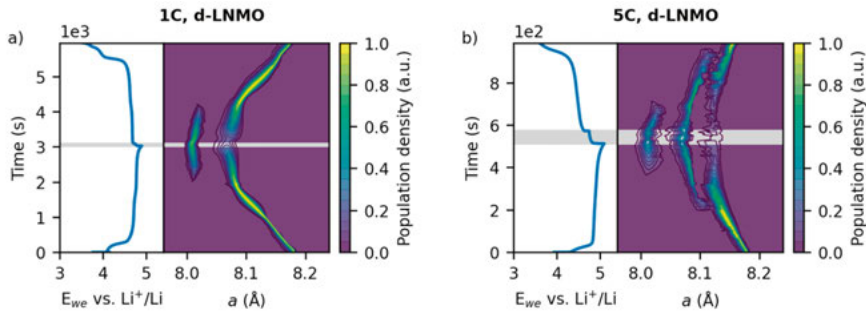 1C, d-LNMO
5C, d-LNMO
a)
1e3
b)
1e2
Time (s)
5
4
3
2
1
0
3 4 5
8.0 8.1 8.2
E_we vs. Li⁺/Li
a (Å)
1.0
0.8
0.6
0.4
0.2
0.0
Population density (a.u.)
Time (s)
8
6
4
2
0
3 4 5
8.0 8.1 8.2
E_we vs. Li⁺/Li
a (Å)
1.0
0.8
0.6
0.4
0.2
0.0
Population density (a.u.)